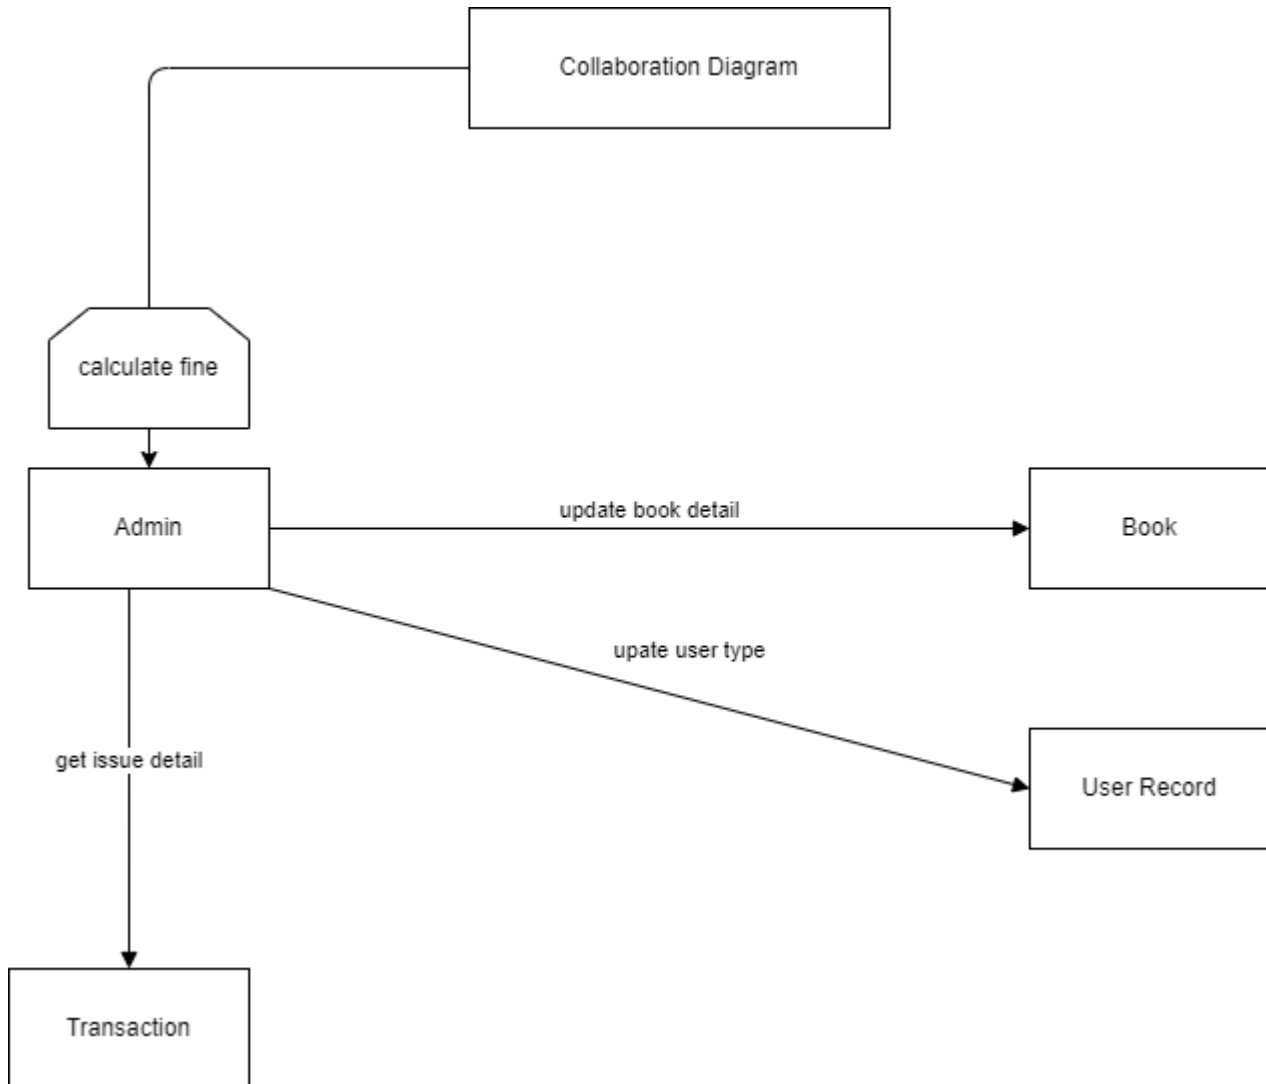 Collaboration Diagram
calculate fine
Admin
update book detail
Book
upate user type
get issue detail
User Record
Transaction